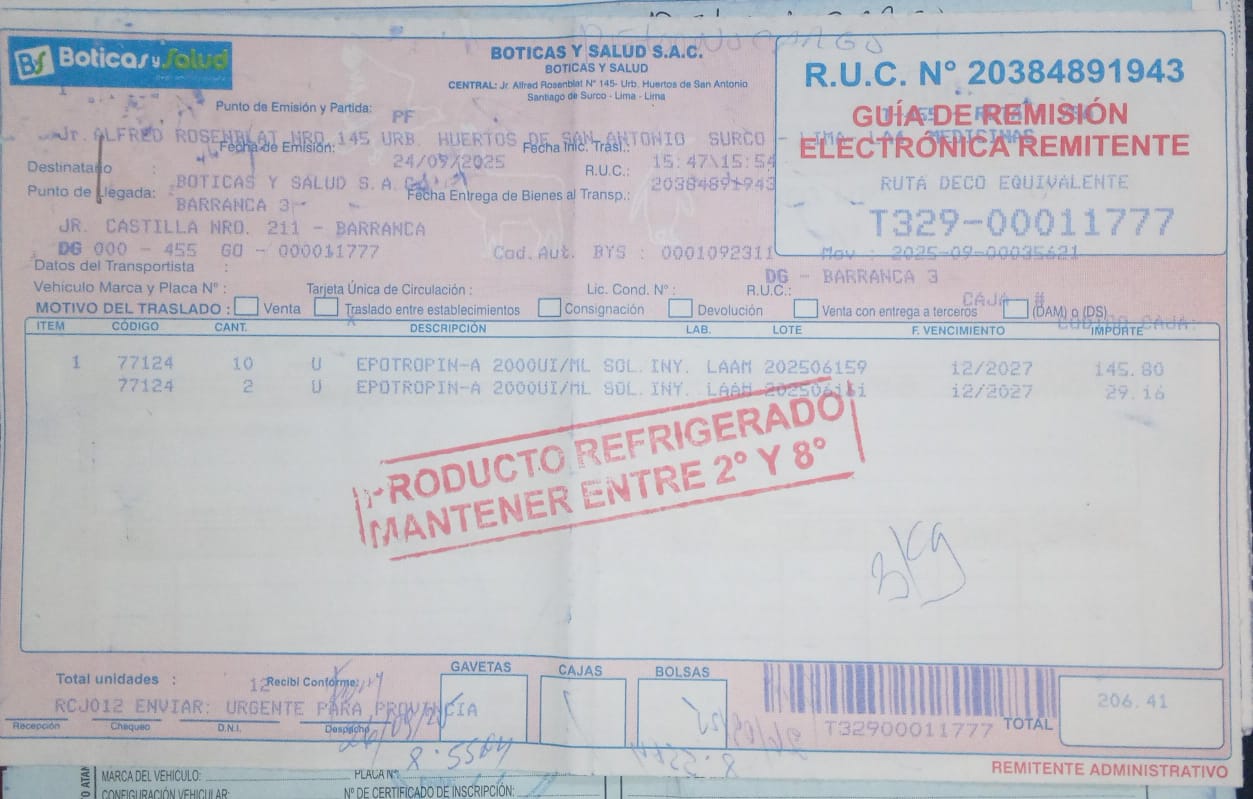 Boticas y Salud
BOTICAS Y SALUD S.A.C.
BOTICAS Y SALUD
CENTRAL: Jr. Alfred Rosenblat N° 145- Urb. Huertos de San Antonio
Santiago de Surco - Lima - Lima
R.U.C. N° 20384891943
GUÍA DE REMISIÓN
ELECTRÓNICA REMITENTE
RUTA DECO EQUIVALENTE
T329-00011777
Mov : 2025-09-00035621
Punto de Emisión y Partida: PF
Jr. ALFRED ROSENBLAT NRO 145 URB. HUERTOS DE SAN ANTONIO SURCO - LIMA
Fecha de Emisión: 24/09/2025 Fecha Inic. Trasl.: 15:47\15:54
Destinatario : BOTICAS Y SALUD S.A.C. R.U.C.: 20384891943
Punto de Llegada: BARRANCA 3 Fecha Entrega de Bienes al Transp.:
JR. CASTILLA NRO. 211 - BARRANCA
DG 000 - 455 GO - 000011777 Cod. Aut. BYS : 0001092311
Datos del Transportista : DG - BARRANCA 3
Vehiculo Marca y Placa N° : Tarjeta Única de Circulación : Lic. Cond. N° : R.U.C.:
CAJA #
MOTIVO DEL TRASLADO : Venta Traslado entre establecimientos Consignación Devolución Venta con entrega a terceros (DAM) o (DS)
CODIGO CAJA:
ITEM CÓDIGO CANT. DESCRIPCIÓN LAB. LOTE F. VENCIMIENTO IMPORTE
1 77124 10 U EPOTROPIN-A 2000UI/ML SOL. INY. LAAM 202506159 12/2027 145.80
77124 2 U EPOTROPIN-A 2000UI/ML SOL. INY. LAAM 12/2027 29.16
PRODUCTO REFRIGERADO
MANTENER ENTRE 2° Y 8°
3kg
Total unidades : 12 Recibí Conforme:
GAVETAS CAJAS BOLSAS
RCJ012 ENVIAR: URGENTE PARA PROVINCIA
Recepción Chequeo D.N.I. Despacho
T32900011777 TOTAL 206.41
REMITENTE ADMINISTRATIVO
MARCA DEL VEHÍCULO: PLACA N°
CONFIGURACIÓN VEHICULAR: N° DE CERTIFICADO DE INSCRIPCIÓN: